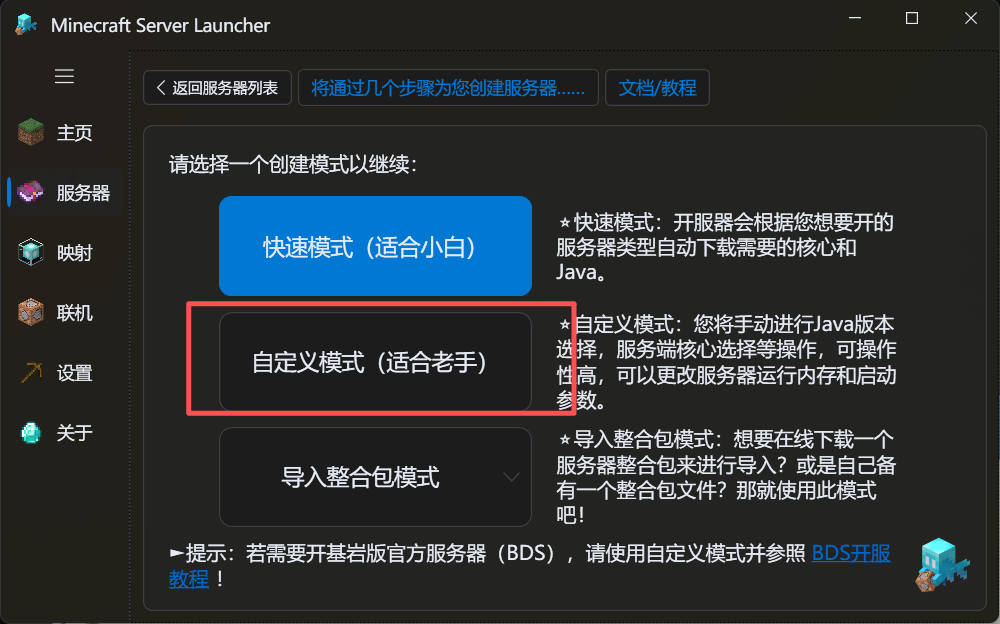 Minecraft Server Launcher
返回服务器列表
将通过几个步骤为您创建服务器......
文档/教程
主页
服务器
映射
联机
设置
关于
请选择一个创建模式以继续：
快速模式（适合小白）
⭐快速模式：开服器会根据您想要开的
服务器类型自动下载需要的核心和
Java。
自定义模式（适合老手）
⭐自定义模式：您将手动进行Java版本
选择，服务端核心选择等操作，可操作
性高，可以更改服务器运行内存和启动
参数。
导入整合包模式
⭐导入整合包模式：想要在线下载一个
服务器整合包来进行导入？或是自己备
有一个整合包文件？那就使用此模式
吧！
►提示：若需要开基岩版官方服务器（BDS），请使用自定义模式并参照 BDS开服
教程 ！